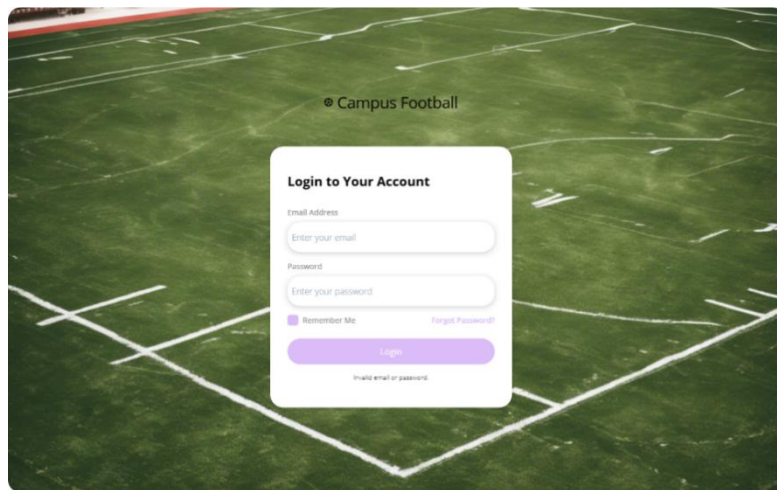 Campus Football
Login to Your Account
Email Address
Enter your email
Password
Enter your password
Remember Me Forgot Password?
Login
Invalid email or password.